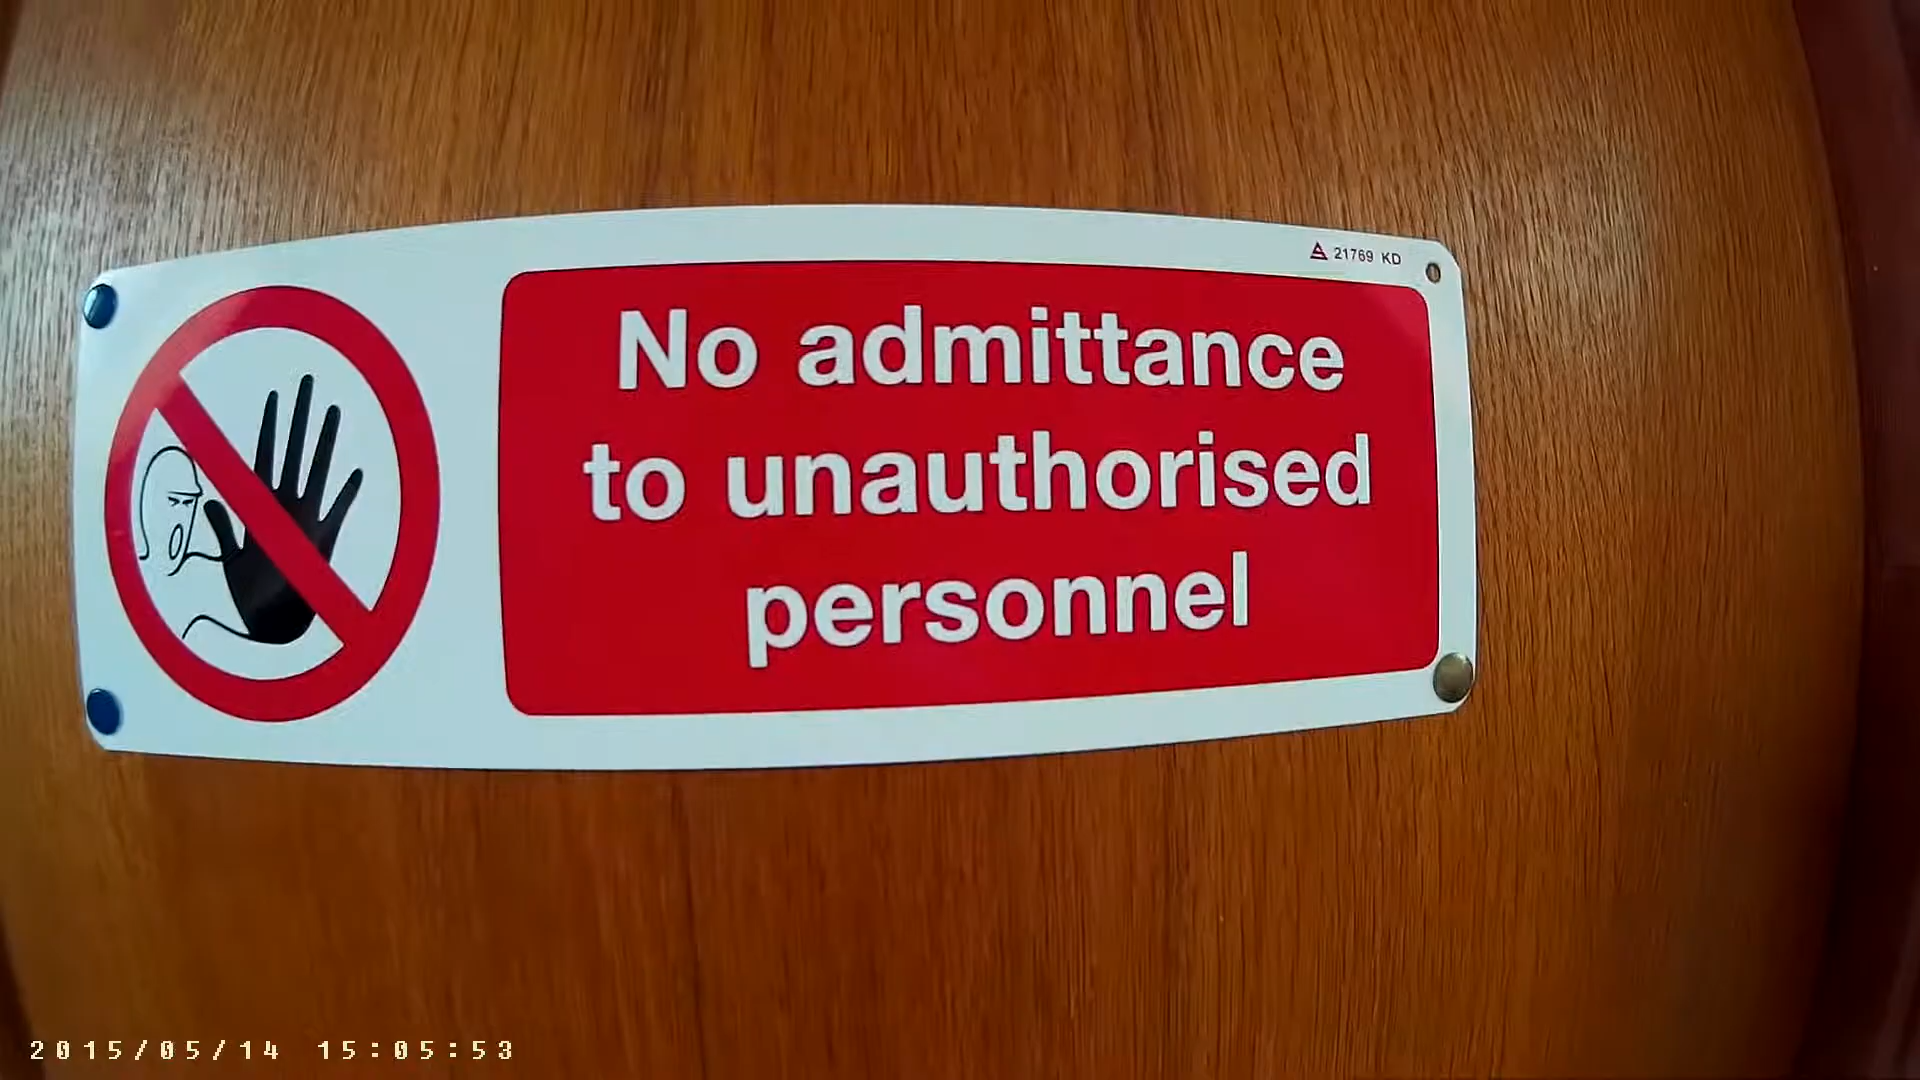 21769 KD
No admittance
to unauthorised
personnel
2015/05/14 15:05:53